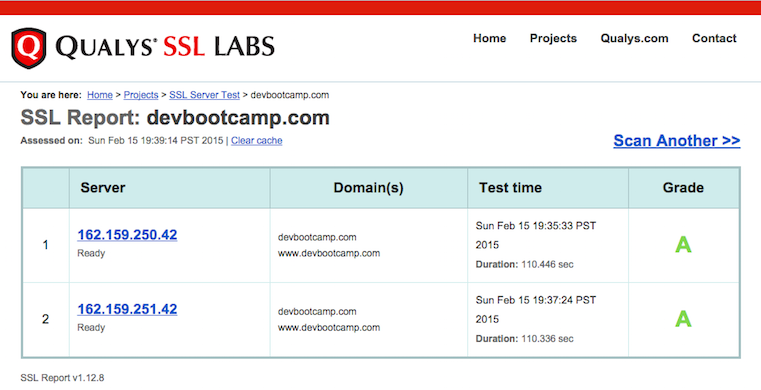 QUALYS® SSL LABS
Home Projects Qualys.com Contact
You are here: Home > Projects > SSL Server Test > devbootcamp.com
SSL Report: devbootcamp.com
Assessed on: Sun Feb 15 19:39:14 PST 2015 | Clear cache
Scan Another >>
Server Domain(s) Test time Grade
1
162.159.250.42
Ready
devbootcamp.com
www.devbootcamp.com
Sun Feb 15 19:35:33 PST
2015
Duration: 110.446 sec
A
2
162.159.251.42
Ready
devbootcamp.com
www.devbootcamp.com
Sun Feb 15 19:37:24 PST
2015
Duration: 110.336 sec
A
SSL Report v1.12.8